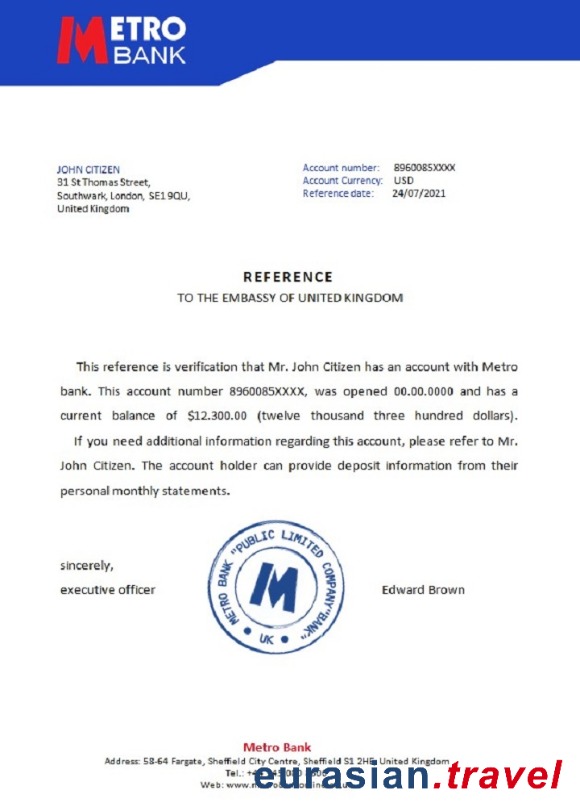 METRO
BANK
JOHN CITIZEN
31 St Thomas Street,
Southwark, London, SE1 9QU,
United Kingdom
Account number: 8960085XXXX
Account Currency: USD
Reference date: 24/07/2021
REFERENCE
TO THE EMBASSY OF UNITED KINGDOM
This reference is verification that Mr. John Citizen has an account with Metro
bank. This account number 8960085XXXX, was opened 00.00.0000 and has a
current balance of $12.300.00 (twelve thousand three hundred dollars).
If you need additional information regarding this account, please refer to Mr.
John Citizen. The account holder can provide deposit information from their
personal monthly statements.
sincerely,
executive officer
METRO BANK "PUBLIC LIMITED COMPANY"BANK"
UK
M
Edward Brown
Metro Bank
Address: 58-64 Fargate, Sheffield City Centre, Sheffield S1 2HE, United Kingdom
Tel.:
Web:
eurasian.travel